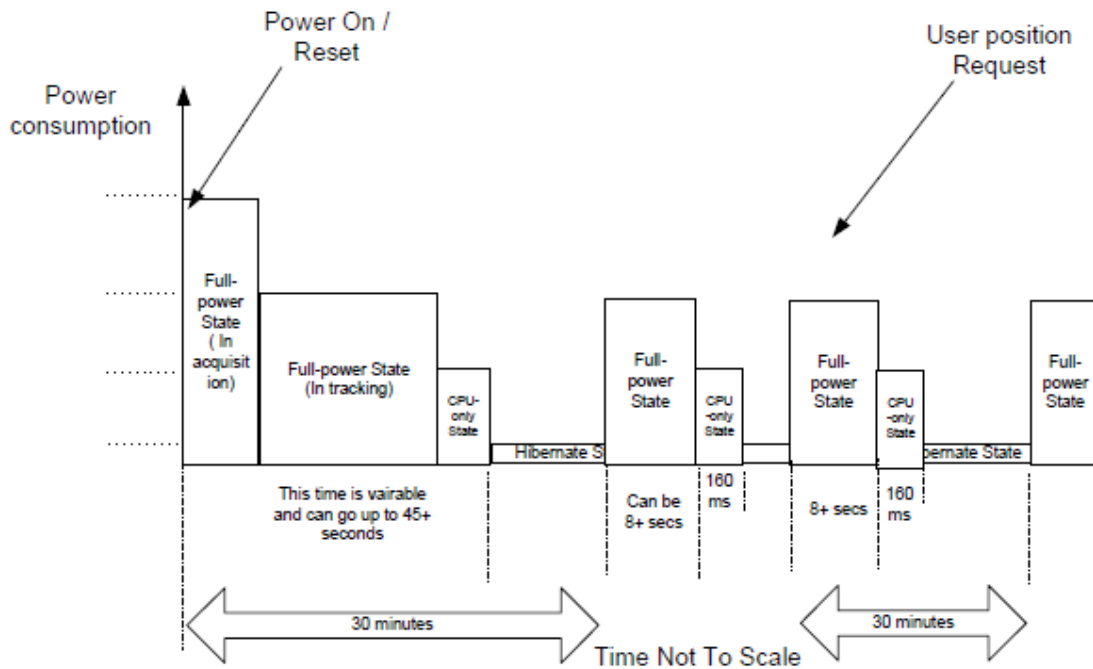 Power On /
Reset
User position
Request
Power
consumption
Full-
power
State
( In
acquisit
ion)
Full-power State
(In tracking)
CPU-
only
State
Hibernate S
Full-
power
State
CPU
-only
State
Full-
power
State
CPU
-only
State
bernate State
Full-
power
State
This time is vairable
and can go up to 45+
seconds
Can be
8+ secs
160
ms
8+ secs
160
ms
30 minutes
30 minutes
Time Not To Scale